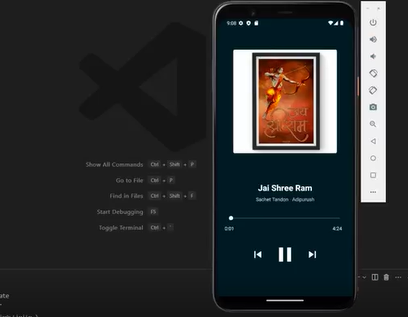 9:08
जय
श्री राम
Jai Shree Ram
Sachet Tandon Adipurush
0:01
4:24
Show All Commands Ctrl + Shift + P
Go to File Ctrl + P
Find in Files Ctrl + Shift + F
Start Debugging F5
Toggle Terminal Ctrl + `
ate